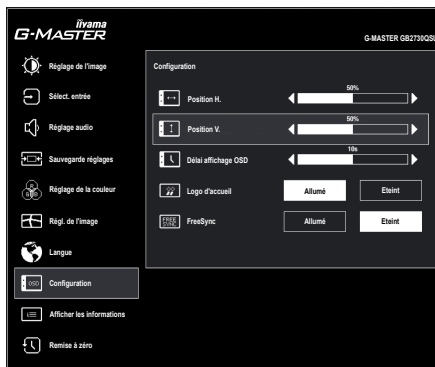 iiyama
G-MASTER
G-MASTER GB2730QSU
Réglage de l'image
Sélect. entrée
Réglage audio
Sauvegarde réglages
Réglage de la couleur
Régl. de l'image
Langue
OSD Configuration
Afficher les informations
Remise à zéro
Configuration
Position H. 50%
Position V. 50%
Délai affichage OSD 10s
Logo d'accueil Allumé Eteint
FREE SYNC FreeSync Allumé Eteint